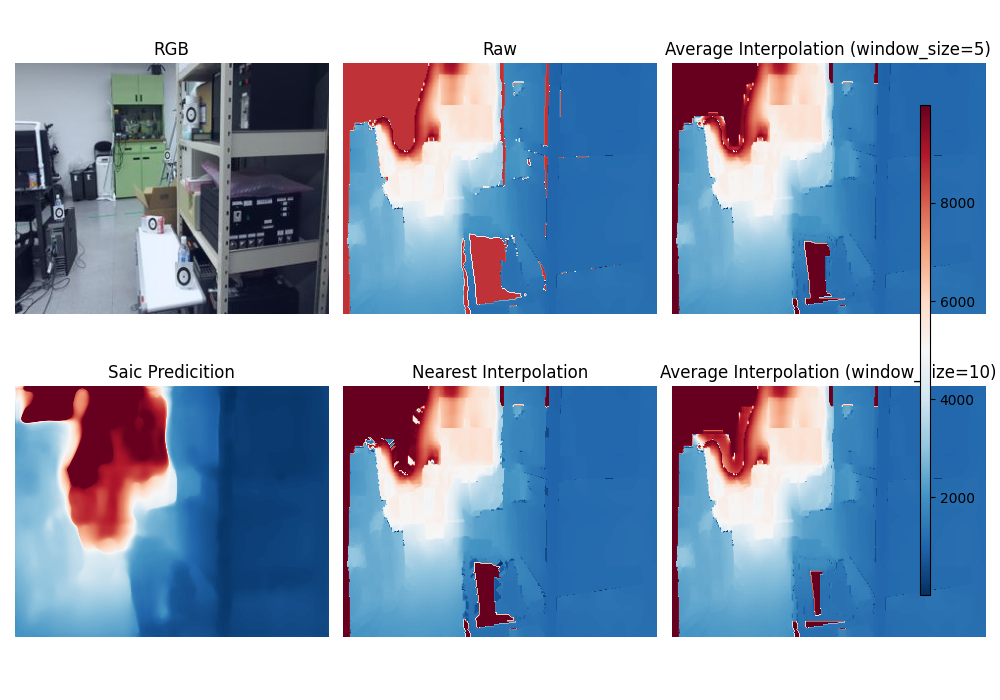 RGB
Raw
Average Interpolation (window_size=5)
8000
6000
Saic Predicition
Nearest Interpolation
Average Interpolation (window_size=10)
4000
2000